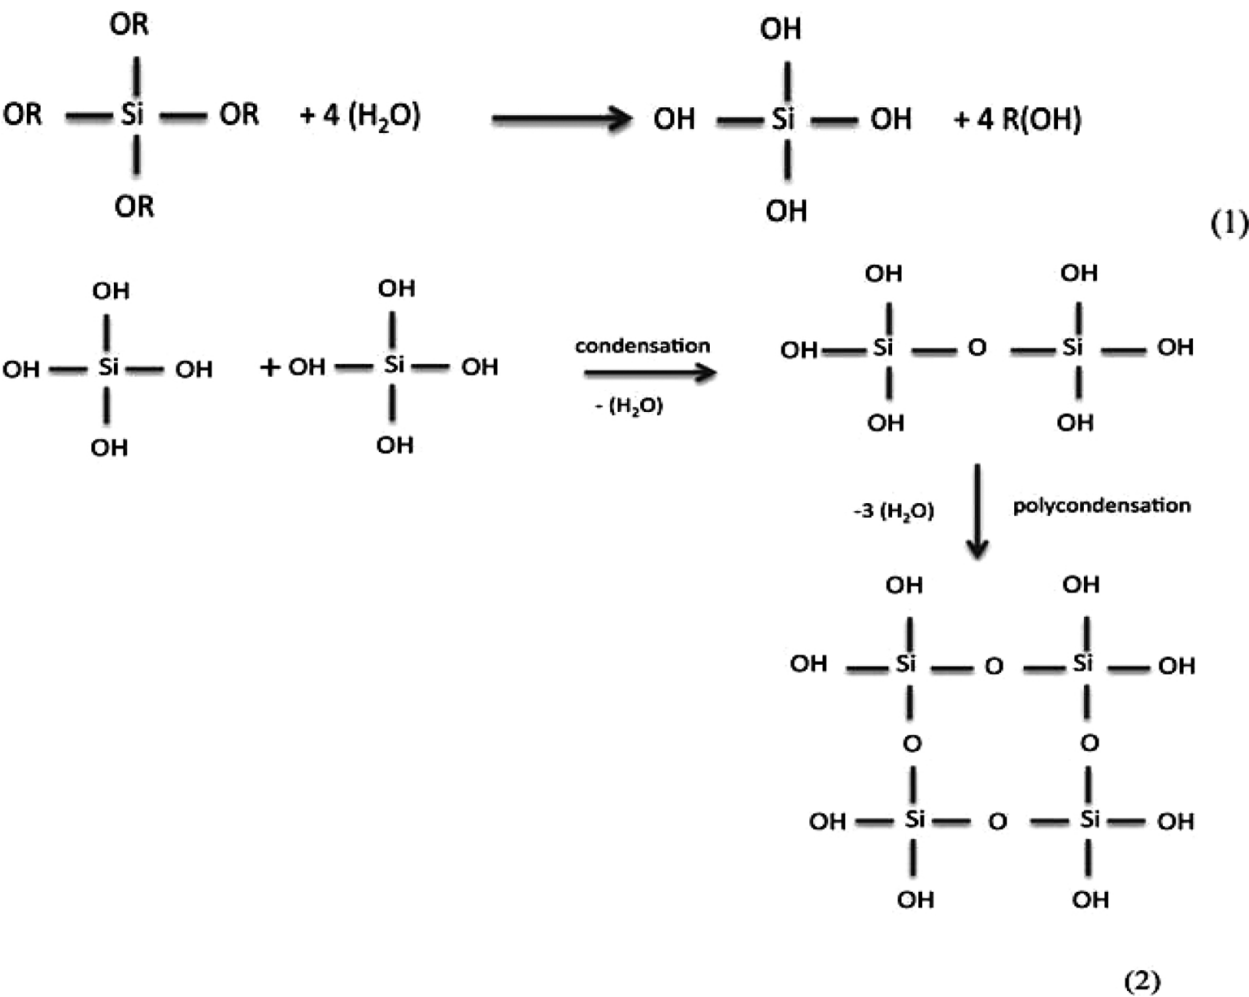 OR
OR Si OR + 4 (H₂O) OH Si OH + 4 R(OH)
OR
OH
OH
(1)
OH OH
OH Si OH + OH Si OH
OH OH
condensation
- (H₂O)
OH OH
OH Si O Si OH
OH OH
-3 (H₂O) polycondensation
OH OH
OH Si O Si OH
O O
OH Si O Si OH
OH OH
(2)